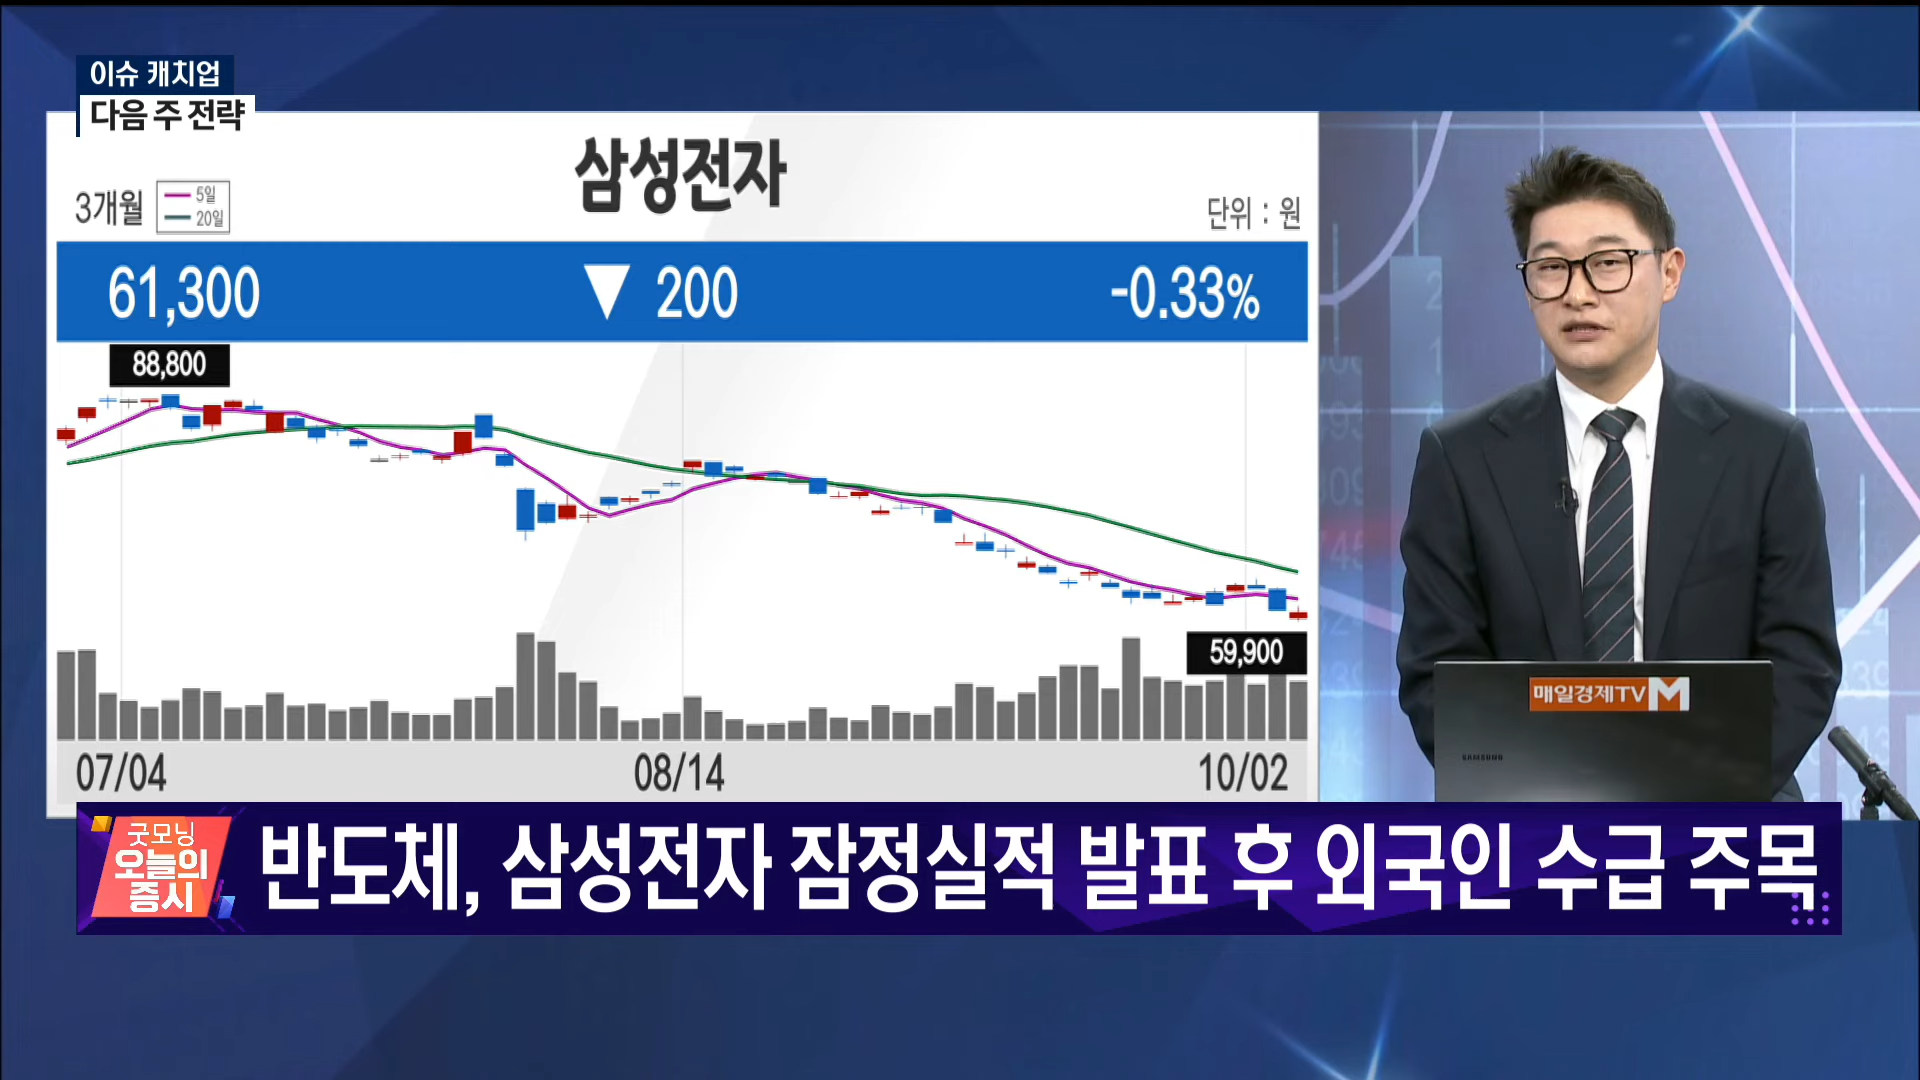 이슈 캐치업
다음 주 전략
삼성전자
3개월
5일
20일
단위 : 원
61,300 ▼ 200 -0.33%
88,800
59,900
07/04 08/14 10/02
매일경제TV M
SAMSUNG
굿모닝
오늘의
증시
반도체, 삼성전자 잠정실적 발표 후 외국인 수급 주목